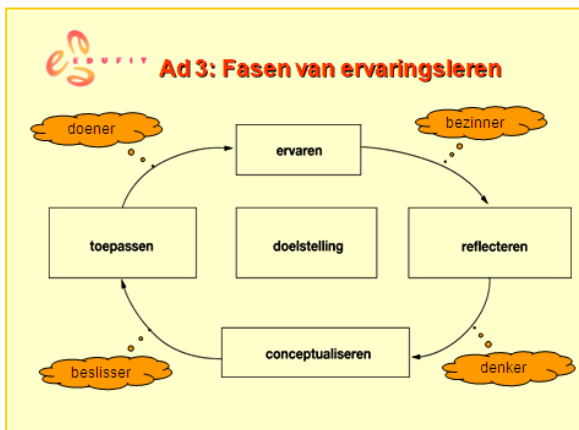 EDUFIT
Ad 3: Fasen van ervaringsleren
doener
bezinner
ervaren
toepassen
doelstelling
reflecteren
conceptualiseren
beslisser
denker